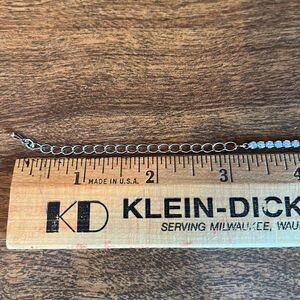 1 MADE IN U.S.A. 2 3 4
KD KLEIN-DICK
SERVING MILWAUKEE, WAU